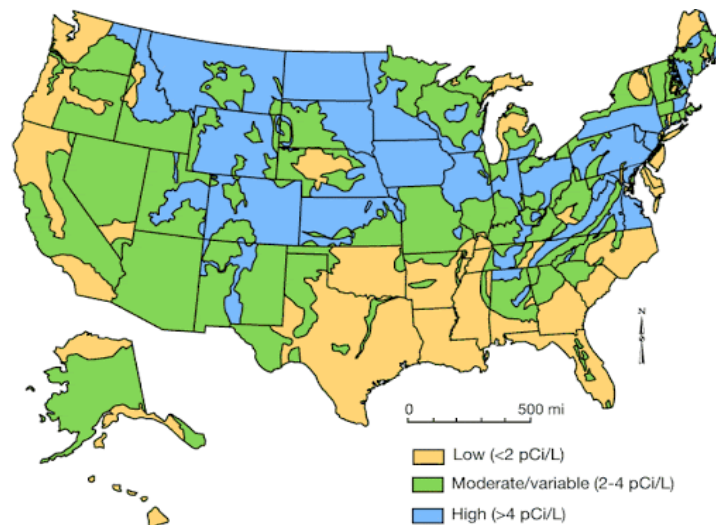 N
0 500 mi
Low (<2 pCi/L)
Moderate/variable (2-4 pCi/L)
High (>4 pCi/L)